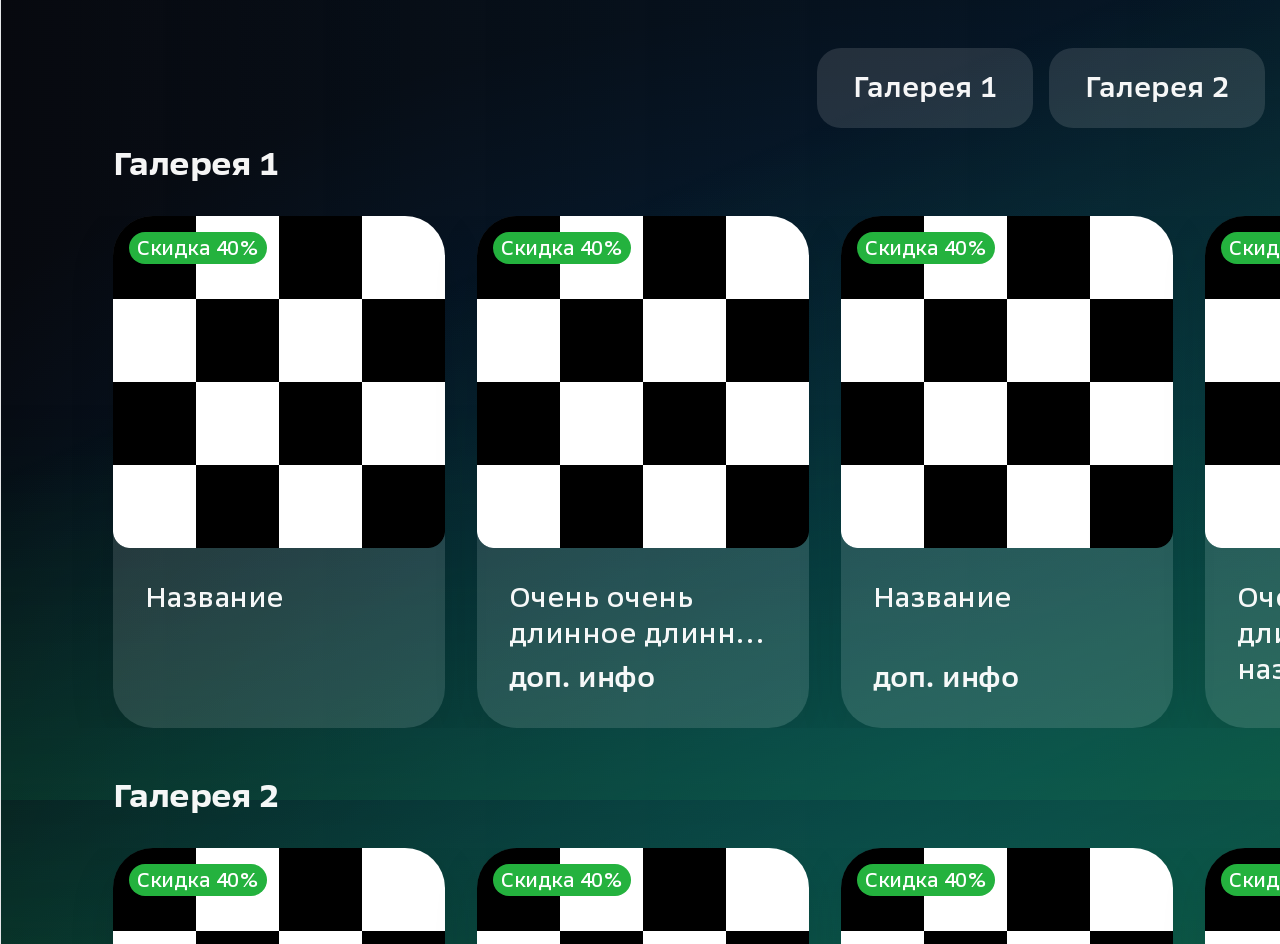 Галерея 1 Галерея 2
Галерея 1
Скидка 40% Скидка 40% Скидка 40%
Название Очень очень Название
длинное длинн...
доп. инфо доп. инфо
Галерея 2
Скидка 40% Скидка 40% Скидка 40%